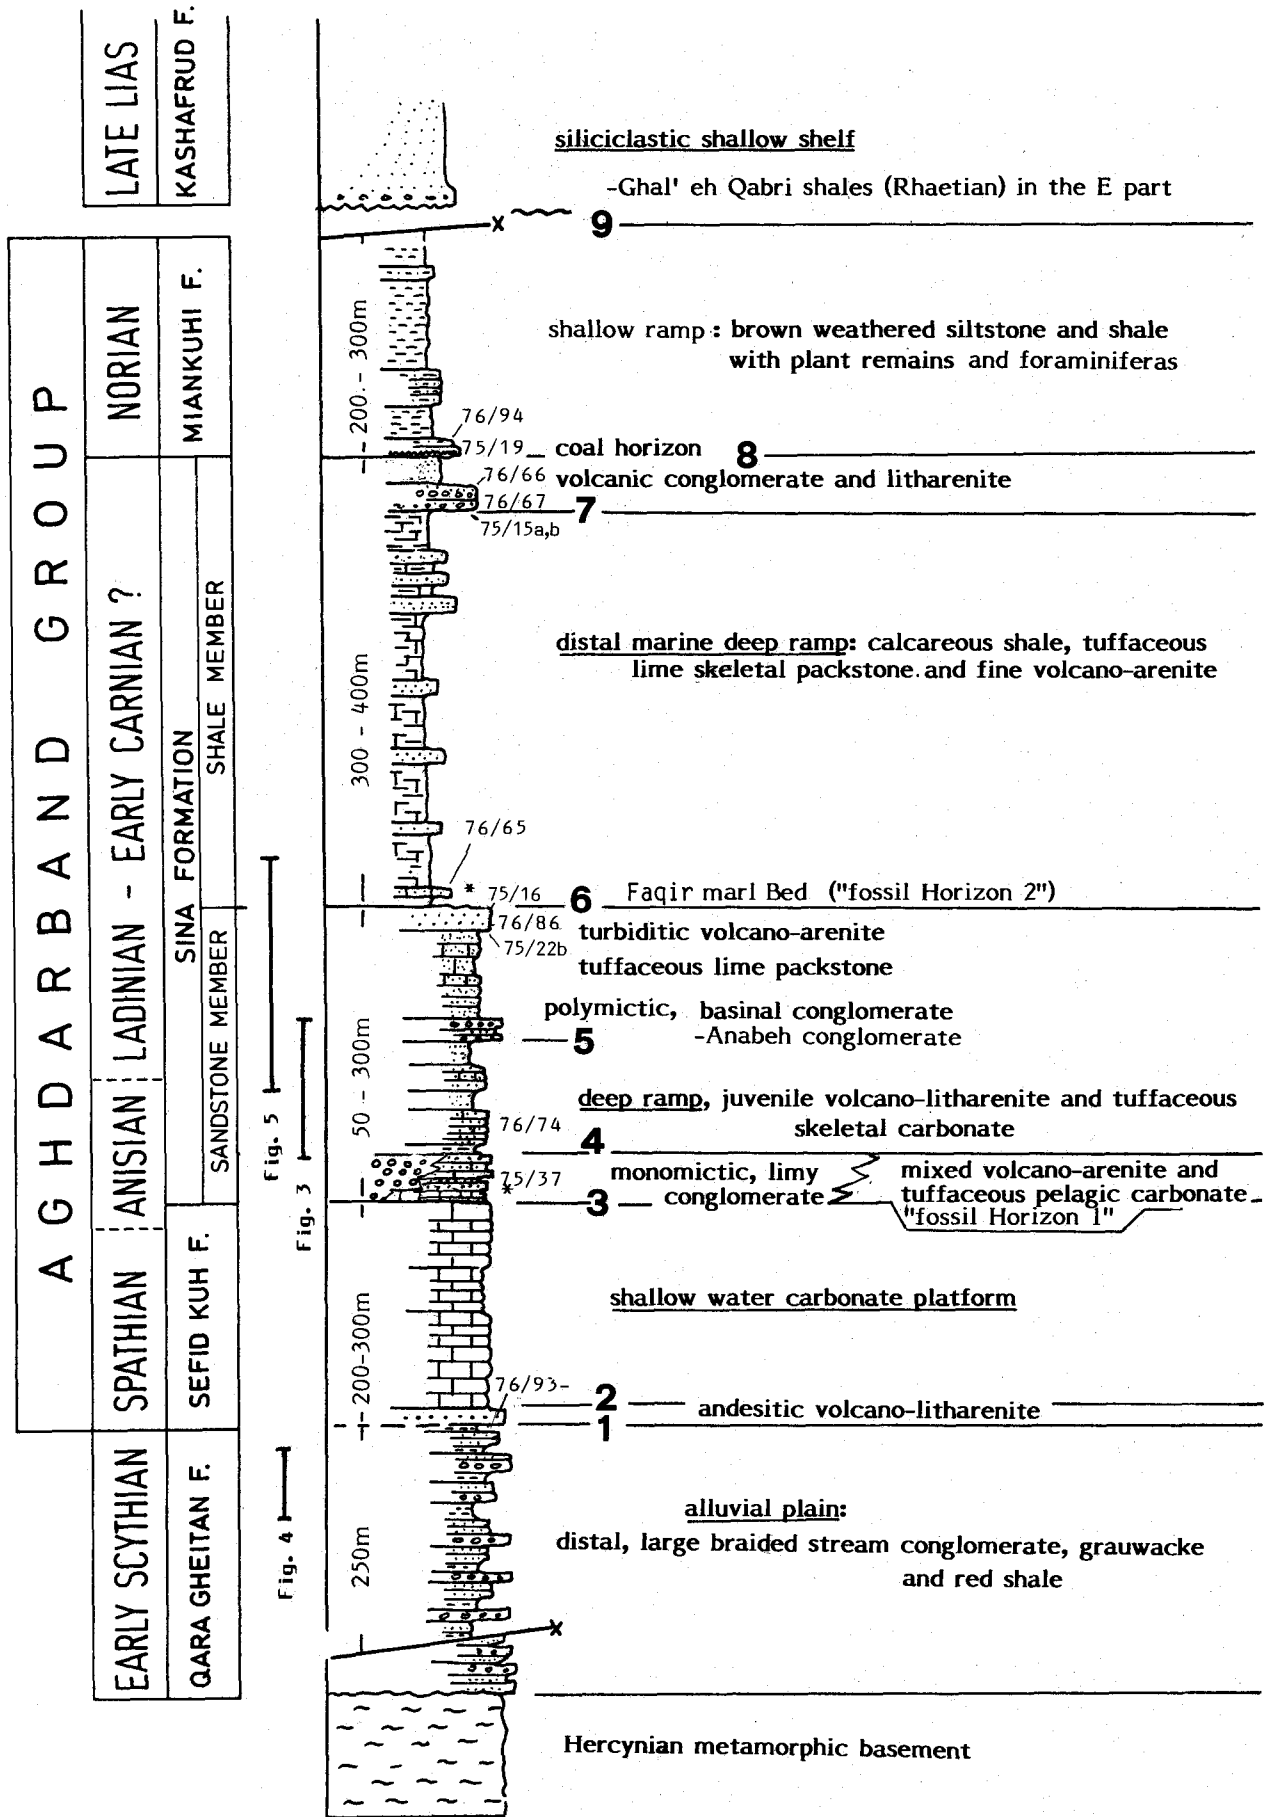 LATE LIAS
KASHAFRUD F.
siliciclastic shallow shelf
-Ghal' eh Qabri shales (Rhaetian) in the E part
x
9
AGHDARBAND GROUP
NORIAN
MIANKUHI F.
200 - 300m
shallow ramp : brown weathered siltstone and shale
with plant remains and foraminiferas
76/94
75/19
coal horizon
8
76/66
volcanic conglomerate and litharenite
76/67
7
75/15a,b
LADINIAN - EARLY CARNIAN ?
SINA FORMATION
SHALE MEMBER
300 - 400m
distal marine deep ramp: calcareous shale, tuffaceous
lime skeletal packstone and fine volcano-arenite
76/65
*
75/16
6
Faqir marl Bed ("fossil Horizon 2")
SANDSTONE MEMBER
76/86
turbiditic volcano-arenite
75/22b
tuffaceous lime packstone
polymictic, basinal conglomerate
5
-Anabeh conglomerate
50 - 300m
Fig. 5
Fig. 3
ANISIAN
deep ramp, juvenile volcano-litharenite and tuffaceous
skeletal carbonate
76/74
4
75/37
*
monomictic, limy
conglomerate
mixed volcano-arenite and
tuffaceous pelagic carbonate
3
"fossil Horizon 1"
SPATHIAN
SEFID KUH F.
200-300m
shallow water carbonate platform
76/93-
2
andesitic volcano-litharenite
1
EARLY SCYTHIAN
QARA GHEITAN F.
Fig. 4
250m
alluvial plain:
distal, large braided stream conglomerate, grauwacke
and red shale
x
Hercynian metamorphic basement